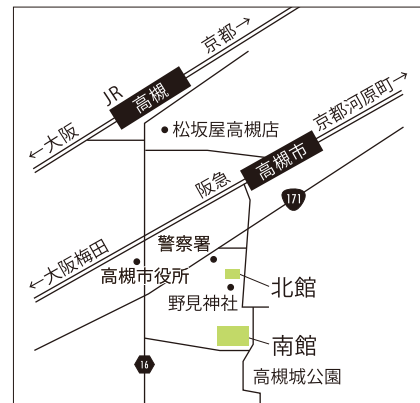 京都→
JR
高槻
←大阪
松坂屋高槻店
京都河原町→
高槻市
阪急
171
←大阪梅田
警察署
高槻市役所
北館
野見神社
南館
16
高槻城公園